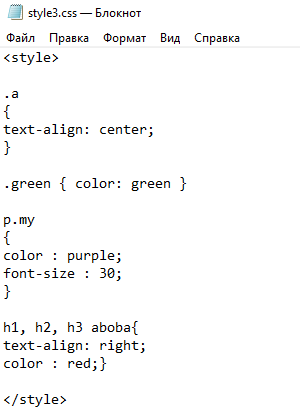 style3.css — Блокнот
Файл Правка Формат Вид Справка
<style>
.a
{
text-align: center;
}
.green { color: green }
p.my
{
color : purple;
font-size : 30;
}
h1, h2, h3 aboba{
text-align: right;
color : red;}
</style>